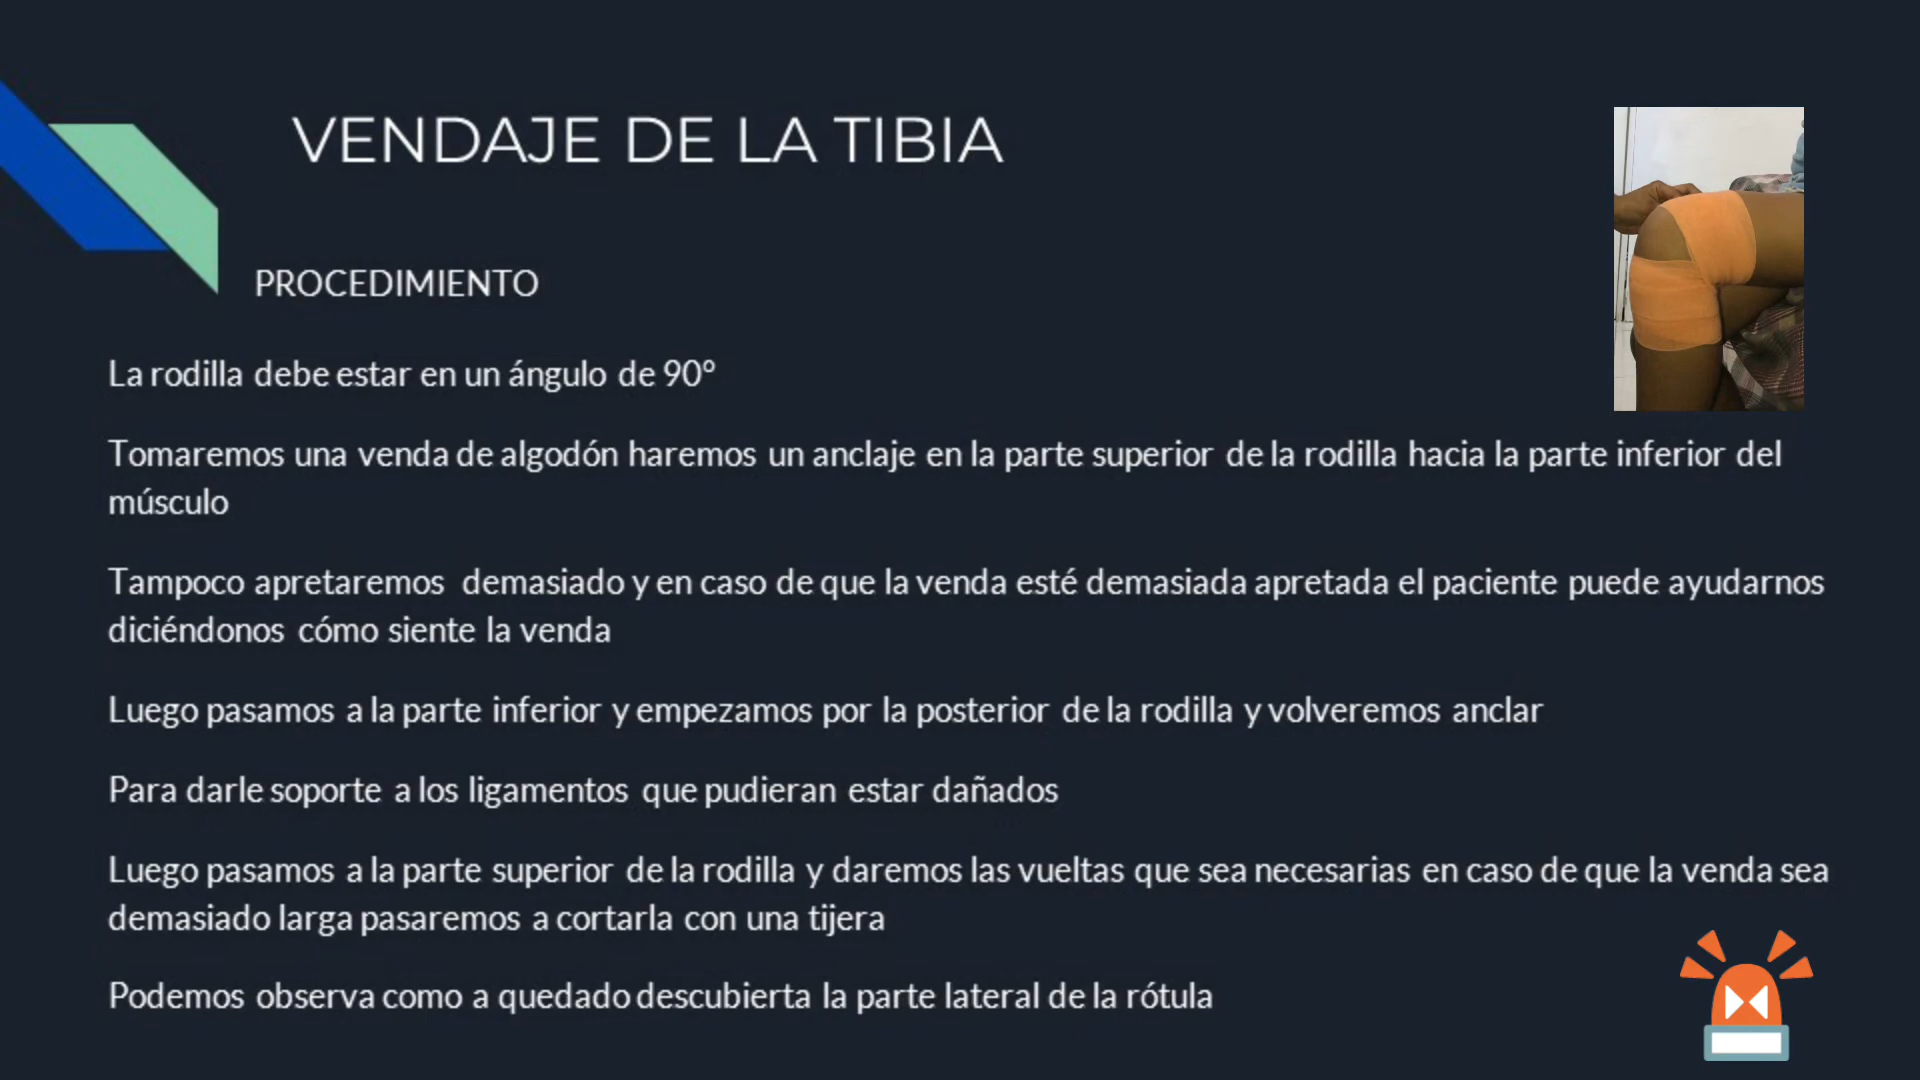 VENDAJE DE LA TIBIA
PROCEDIMIENTO
La rodilla debe estar en un ángulo de 90°
Tomaremos una venda de algodón haremos un anclaje en la parte superior de la rodilla hacia la parte inferior del
músculo
Tampoco apretaremos demasiado y en caso de que la venda esté demasiada apretada el paciente puede ayudarnos
diciéndonos cómo siente la venda
Luego pasamos a la parte inferior y empezamos por la posterior de la rodilla y volveremos anclar
Para darle soporte a los ligamentos que pudieran estar dañados
Luego pasamos a la parte superior de la rodilla y daremos las vueltas que sea necesarias en caso de que la venda sea
demasiado larga pasaremos a cortarla con una tijera
Podemos observa como a quedado descubierta la parte lateral de la rótula